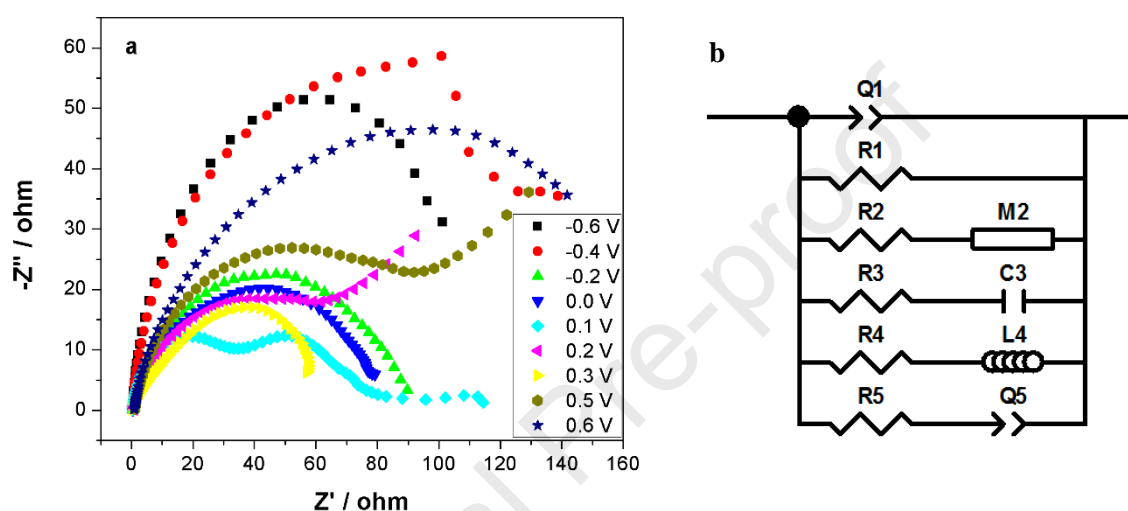 a
60
50
40
30
20
10
0
-Z" / ohm
0 20 40 60 80 100 120 140 160
Z' / ohm
-0.6 V
-0.4 V
-0.2 V
0.0 V
0.1 V
0.2 V
0.3 V
0.5 V
0.6 V
b
Q1
R1
R2 M2
R3 C3
R4 L4
R5 Q5
Pre-proof